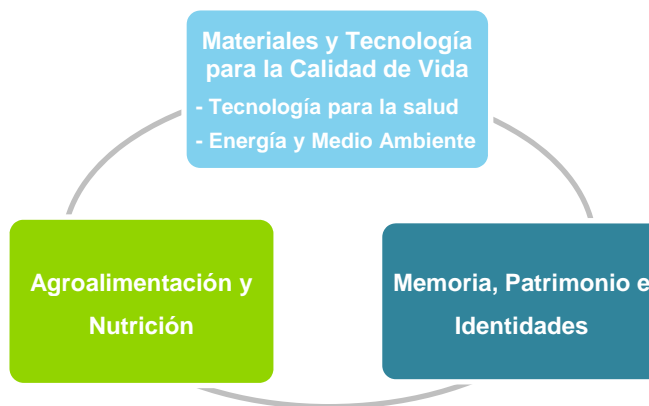 Materiales y Tecnología
para la Calidad de Vida
- Tecnología para la salud
- Energía y Medio Ambiente
Agroalimentación y
Nutrición
Memoria, Patrimonio e
Identidades